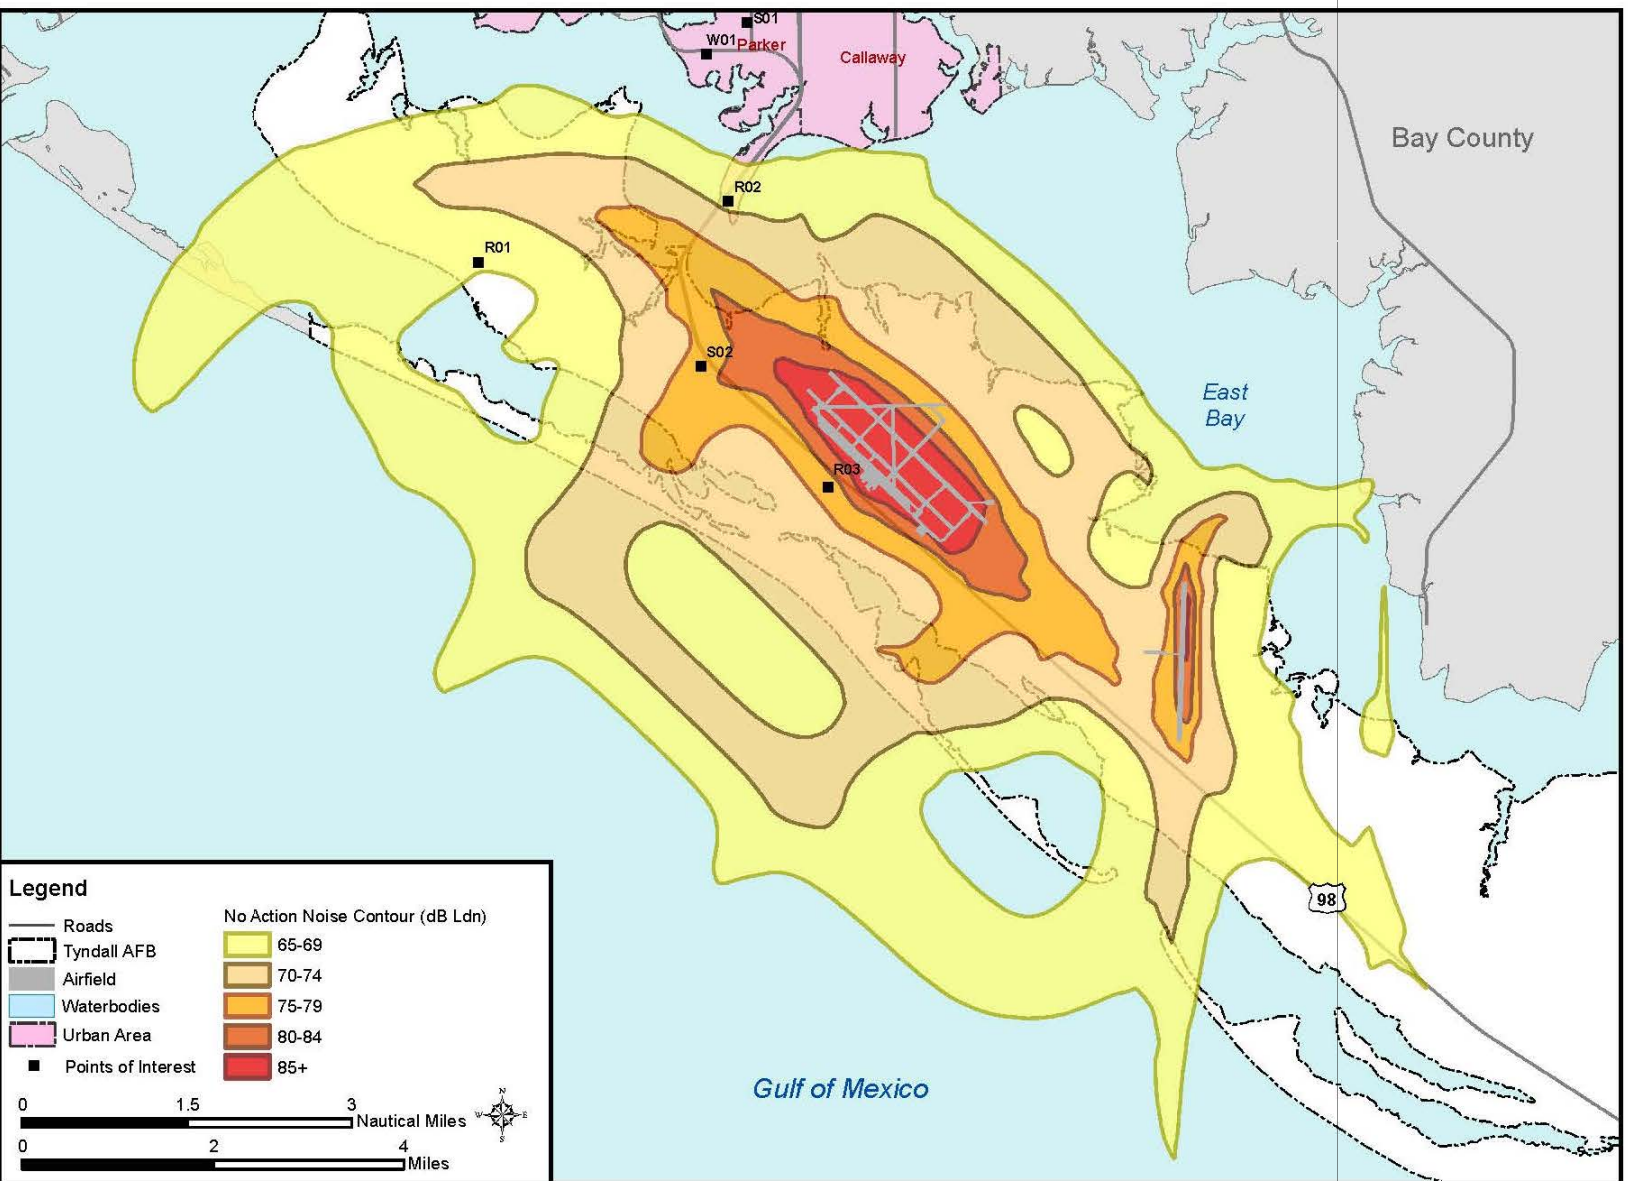 S01
W01
Parker
Callaway
Bay County
R02
R01
S02
East
Bay
R03
98
Gulf of Mexico
Legend
Roads
Tyndall AFB
Airfield
Waterbodies
Urban Area
Points of Interest
No Action Noise Contour (dB Ldn)
65-69
70-74
75-79
80-84
85+
0 1.5 3
Nautical Miles
0 2 4
Miles
N
W E
S